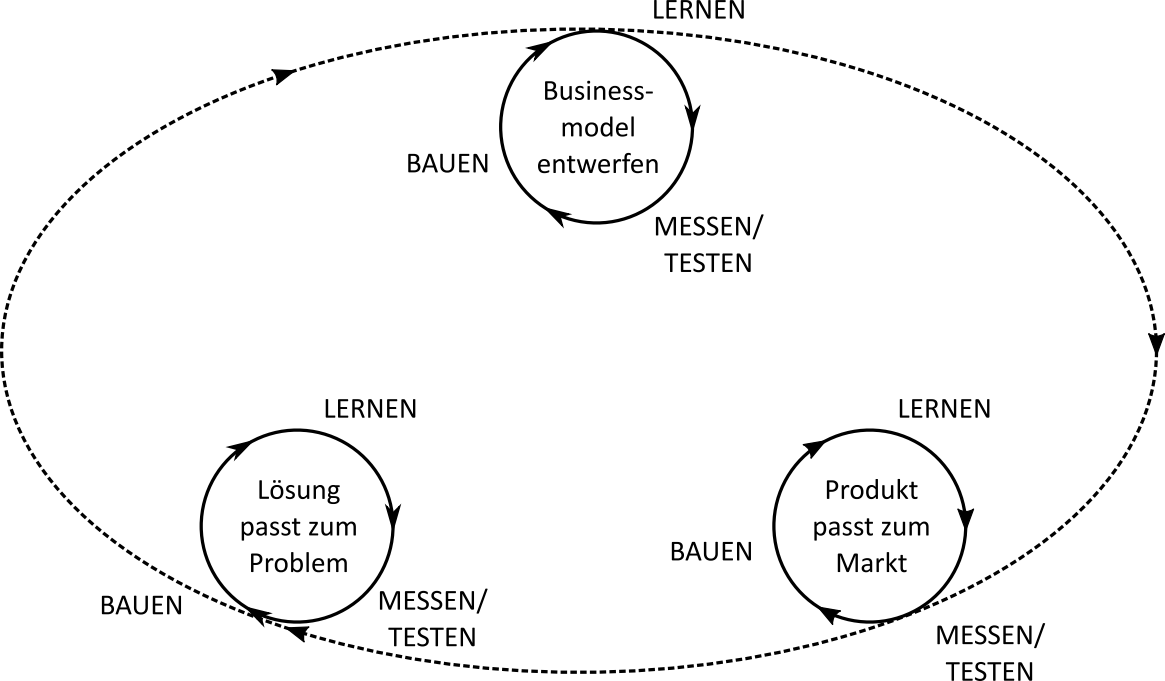 LERNEN
Business-
model
entwerfen
BAUEN
MESSEN/
TESTEN
LERNEN
Lösung
passt zum
Problem
BAUEN
MESSEN/
TESTEN
LERNEN
Produkt
passt zum
Markt
BAUEN
MESSEN/
TESTEN